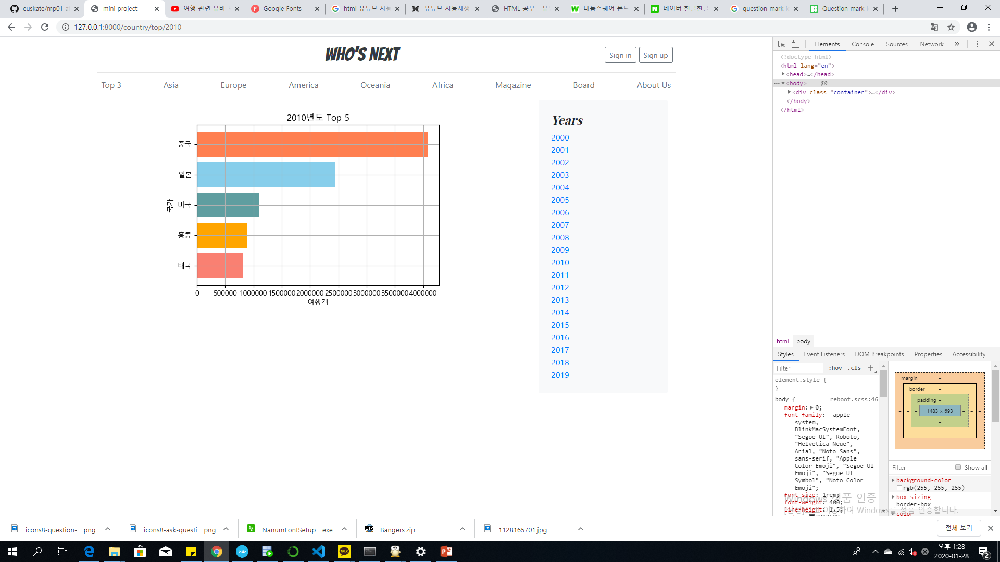 euskate/mp01 at
mini project
여행 관련 뮤비
Google Fonts
html 유튜브 자동
유튜브 자동재생
HTML 공부 - 유
나눔스퀘어 폰트
네이버 한글한글
question mark i
Question mark
127.0.0.1:8000/country/top/2010
WHO'S NEXT
Sign in
Sign up
Top 3
Asia
Europe
America
Oceania
Africa
Magazine
Board
About Us
2010년도 Top 5
중국
일본
미국
홍콩
태국
국가
0 500000 1000000 1500000 2000000 2500000 3000000 3500000 4000000
여행객
Years
2000
2001
2002
2003
2004
2005
2006
2007
2008
2009
2010
2011
2012
2013
2014
2015
2016
2017
2018
2019
Elements Console Sources Network »
<!doctype html>
<html lang="en">
<head>…</head>
<body> == $0
<div class="container">…</div>
</body>
</html>
html body
Styles Event Listeners DOM Breakpoints Properties Accessibility
Filter :hov .cls +
element.style {
}
body { _reboot.scss:46
margin: 0;
font-family: -apple-
system,
BlinkMacSystemFont,
"Segoe UI", Roboto,
"Helvetica Neue",
Arial, "Noto Sans",
sans-serif, "Apple
Color Emoji", "Segoe UI
Emoji", "Segoe UI
Symbol", "Noto Color
Emoji";
font-size: 1rem;
font-weight: 400;
line-height: 1.5;
margin –
border –
padding –
1483 × 693
Filter Show all
background-color
rgb(255, 255, 255)
box-sizing
border-box
color
Windows 정품 인증
[설정]으로 이동하여 Windows를 정품 인증합니다.
icons8-question-....png
icons8-ask-questi....png
NanumFontSetup....exe
Bangers.zip
1128165701.jpg
전체 보기
ZIP
TALK
오후 1:28
2020-01-28
2